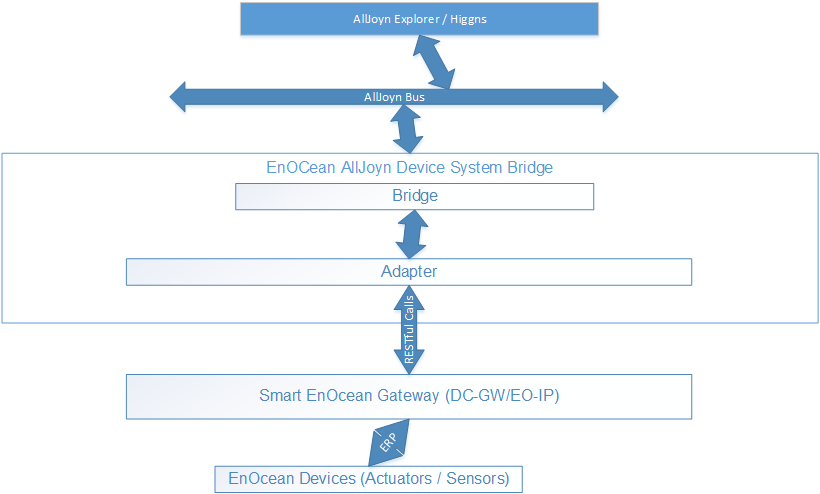 AllJoyn Explorer / Higgns
AllJoyn Bus
EnOCean AllJoyn Device System Bridge
Bridge
Adapter
RESTful Calls
Smart EnOcean Gateway (DC-GW/EO-IP)
ERP
EnOcean Devices (Actuators / Sensors)